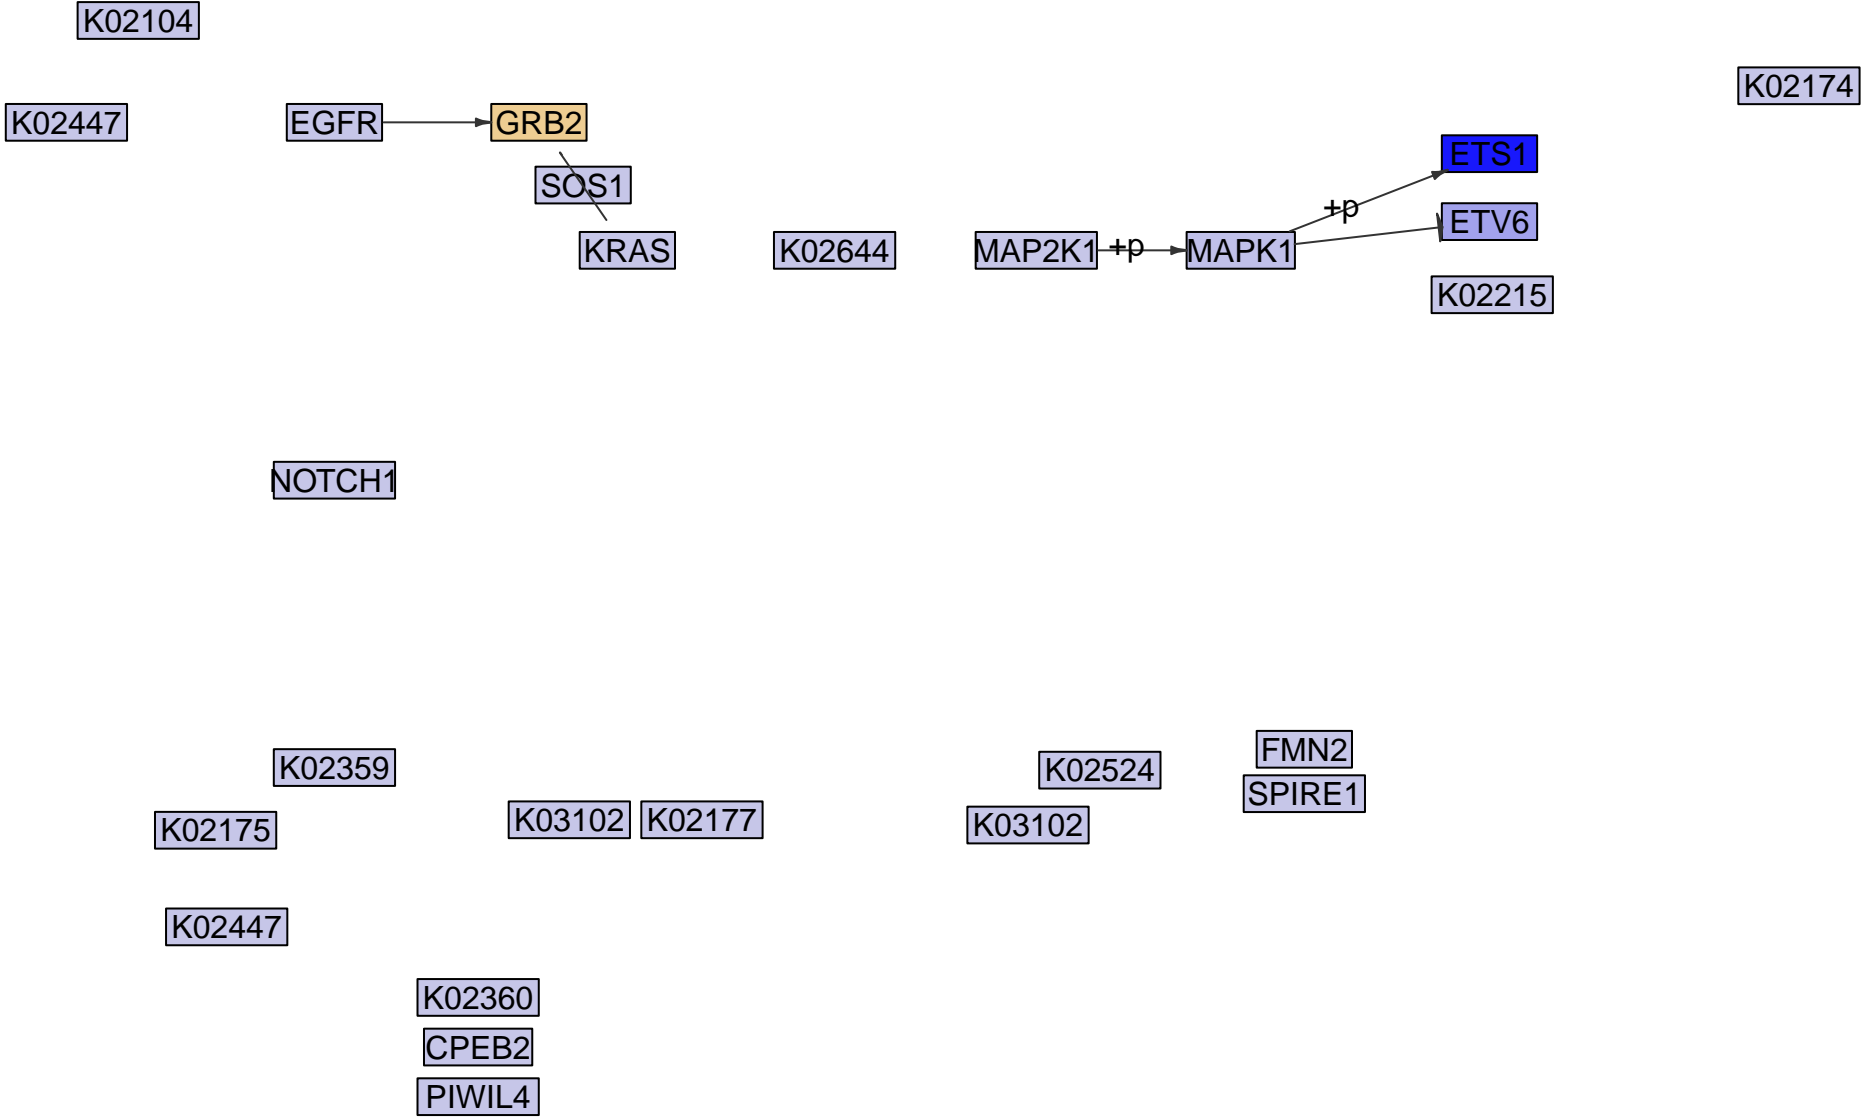 K02104
K02174
K02447
EGFR
GRB2
ETS1
SOS1
+p
ETV6
KRAS
K02644
MAP2K1
+p
MAPK1
K02215
NOTCH1
FMN2
K02359
K02524
SPIRE1
K02175
K03102
K02177
K03102
K02447
K02360
CPEB2
PIWIL4